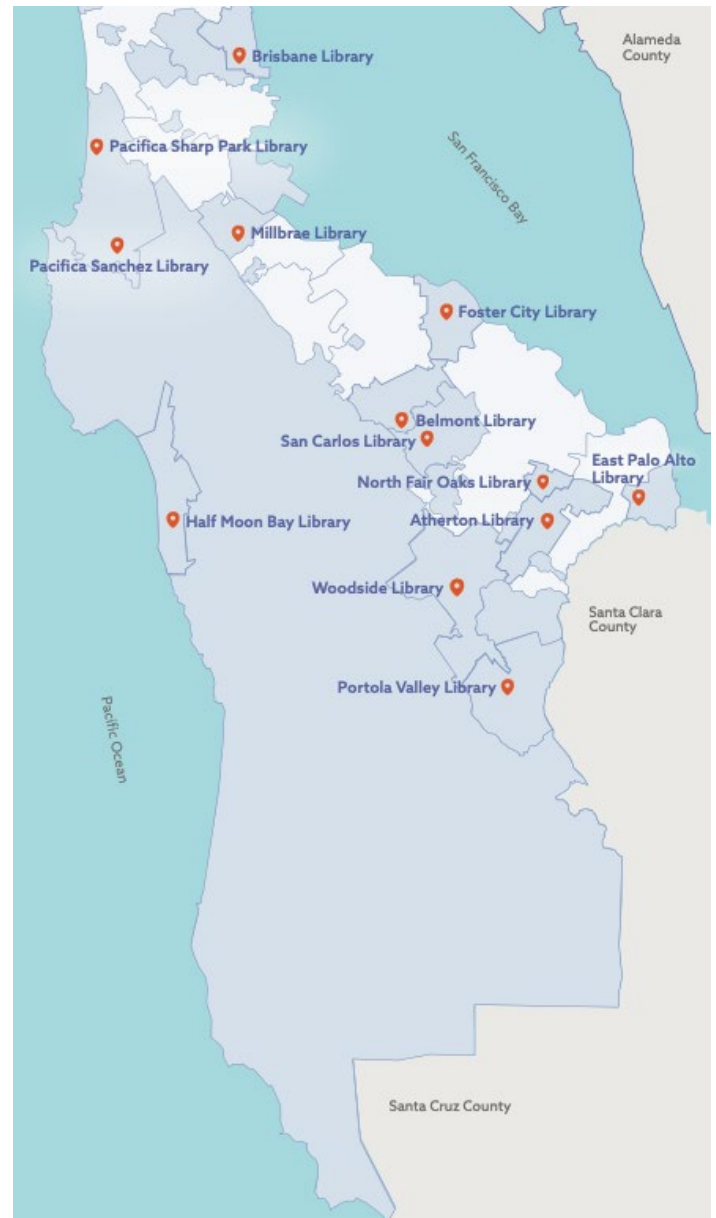 Alameda
County
Brisbane Library
San Francisco Bay
Pacifica Sharp Park Library
Millbrae Library
Pacifica Sanchez Library
Foster City Library
Belmont Library
San Carlos Library
East Palo Alto
Library
North Fair Oaks Library
Atherton Library
Half Moon Bay Library
Woodside Library
Santa Clara
County
Portola Valley Library
Pacific Ocean
Santa Cruz County